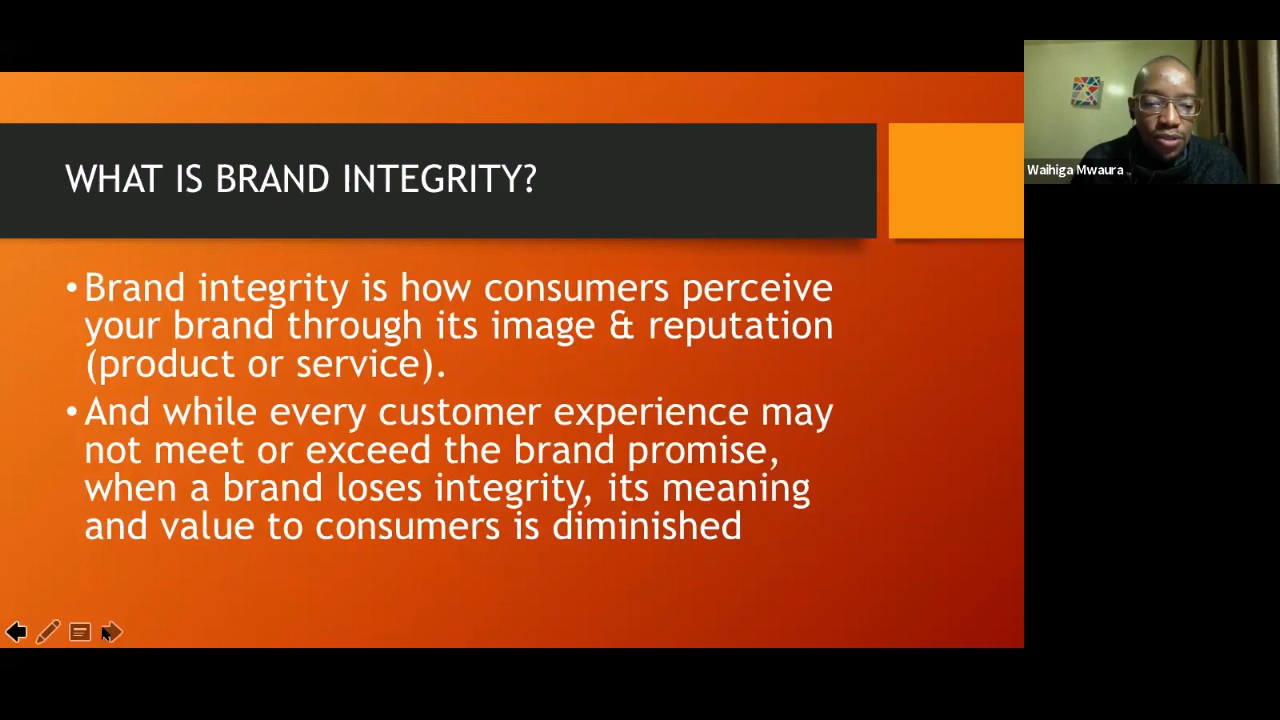 WHAT IS BRAND INTEGRITY?
• Brand integrity is how consumers perceive
your brand through its image & reputation
(product or service).
• And while every customer experience may
not meet or exceed the brand promise,
when a brand loses integrity, its meaning
and value to consumers is diminished
Waihiga Mwaura